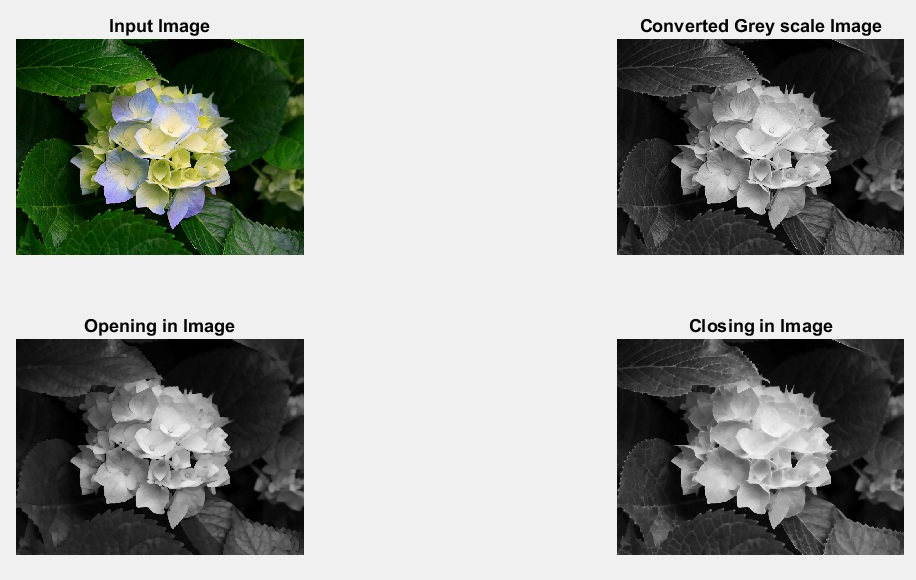 Input Image
Converted Grey scale Image
Opening in Image
Closing in Image